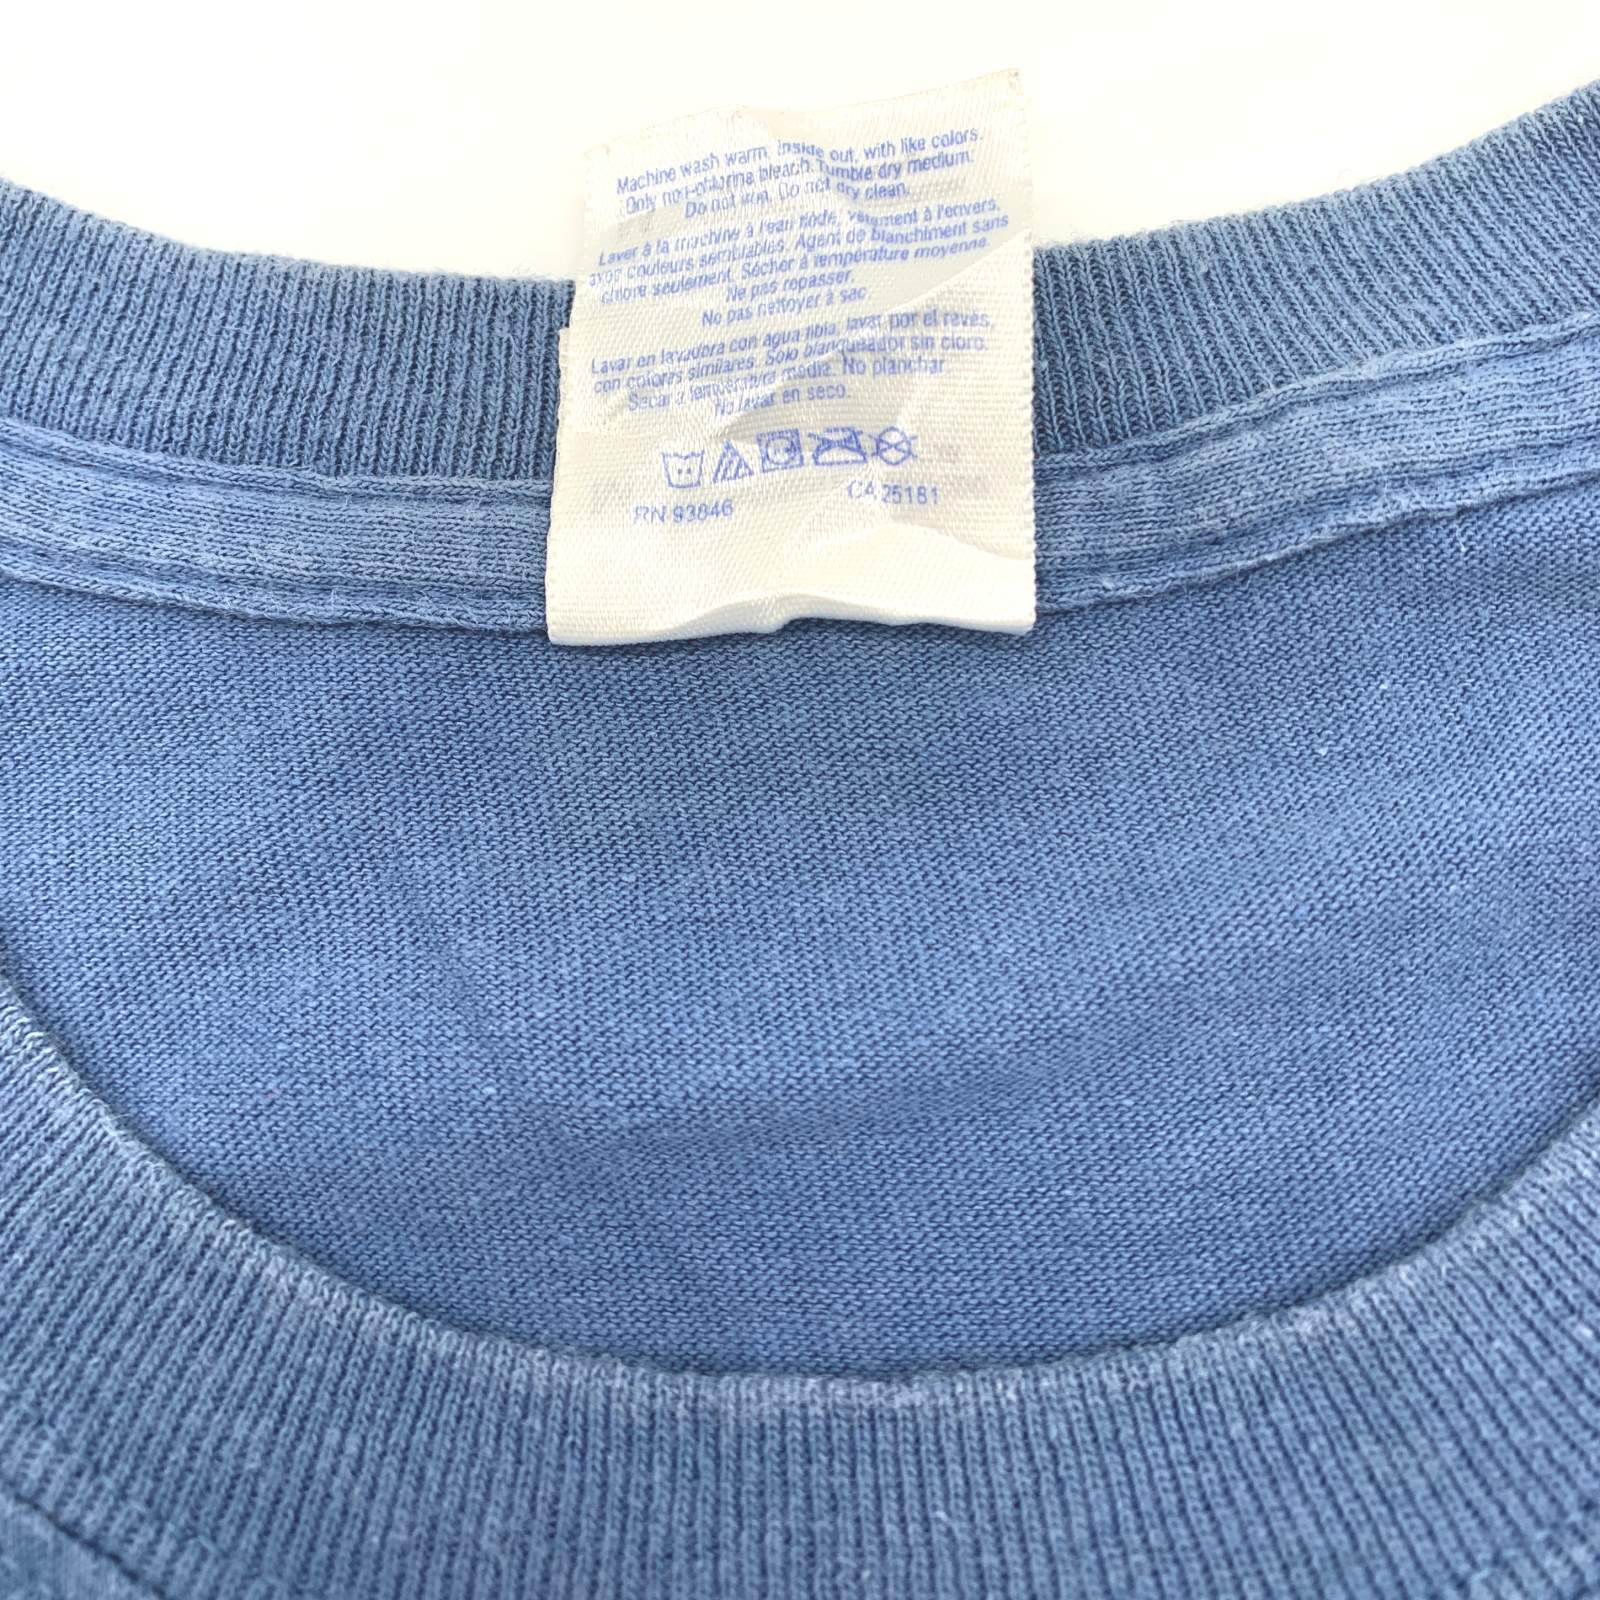 Machine wash warm, inside out, with like colors.
Only non-chlorine bleach. Tumble dry medium.
Do not iron. Do not dry clean.
Laver à la machine à l'eau tiède, vêtement à l'envers,
avec couleurs semblables. Agent de blanchiment sans
chlore seulement. Sécher à température moyenne.
Ne pas repasser.
No pas nettoyer à sac.
Lavar en lavadora con agua tibia, lavar por el revés,
con colores similares. Solo blanqueador sin cloro.
Secar a temperatura media. No planchar.
No lavar en seco.
RN 93846 CA 25181